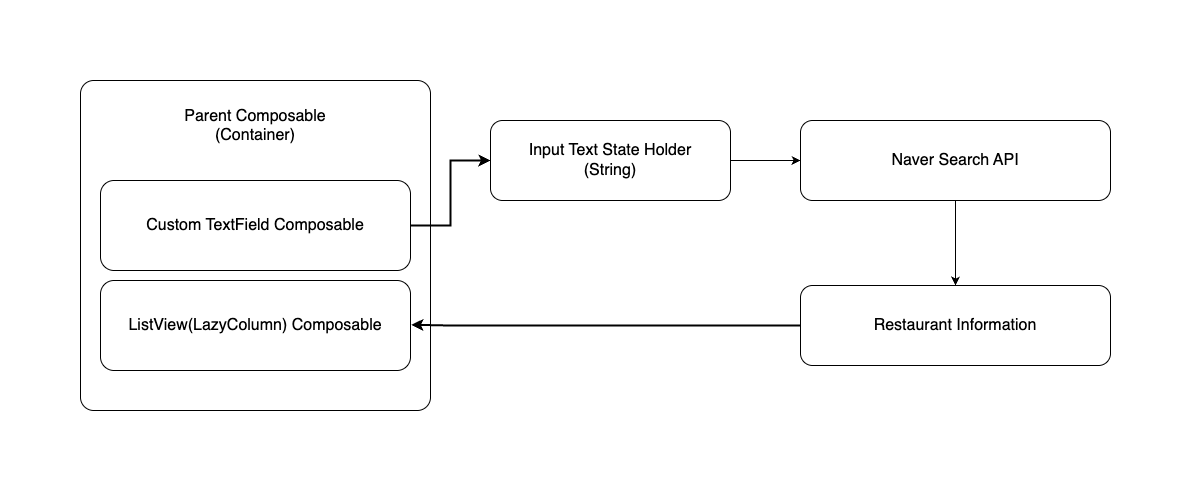 Parent Composable
(Container)
Custom TextField Composable
ListView(LazyColumn) Composable
Input Text State Holder
(String)
Naver Search API
Restaurant Information